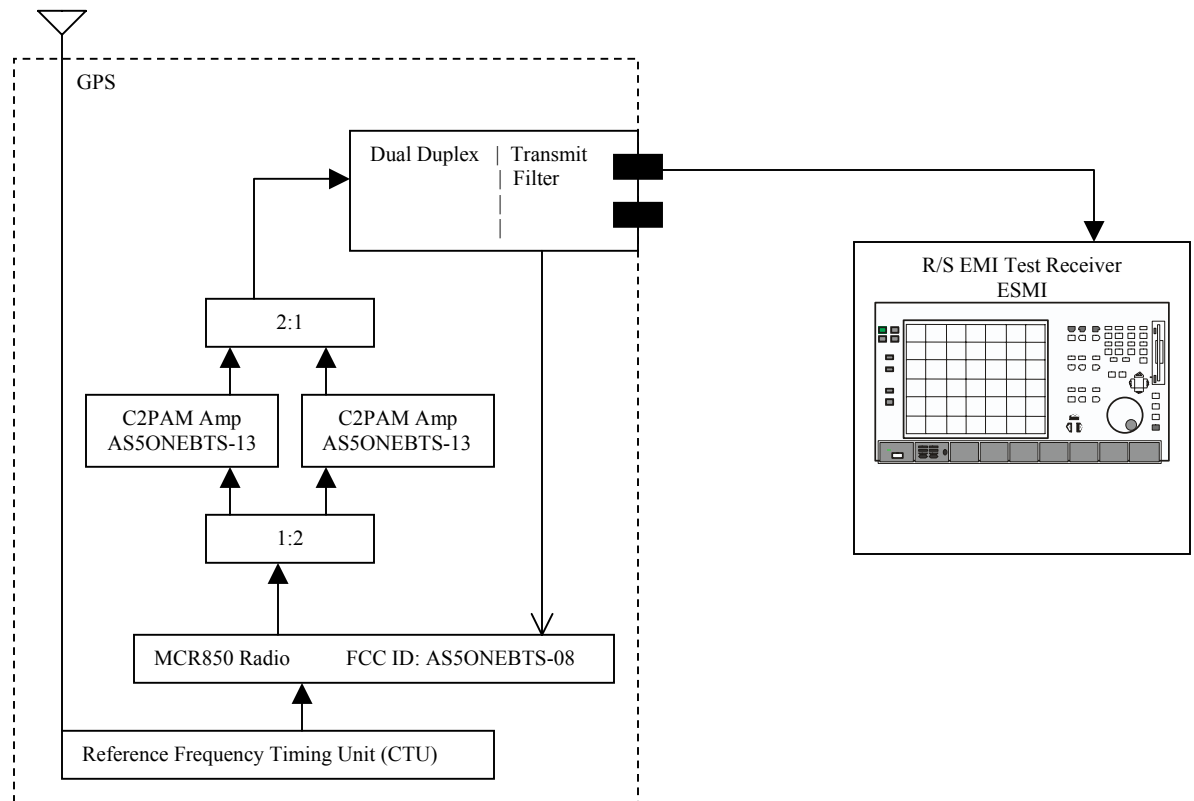 GPS
Dual Duplex | Transmit
| Filter
R/S EMI Test Receiver
ESMI
2:1
C2PAM Amp
AS5ONEBTS-13
C2PAM Amp
AS5ONEBTS-13
1:2
MCR850 Radio FCC ID: AS5ONEBTS-08
Reference Frequency Timing Unit (CTU)